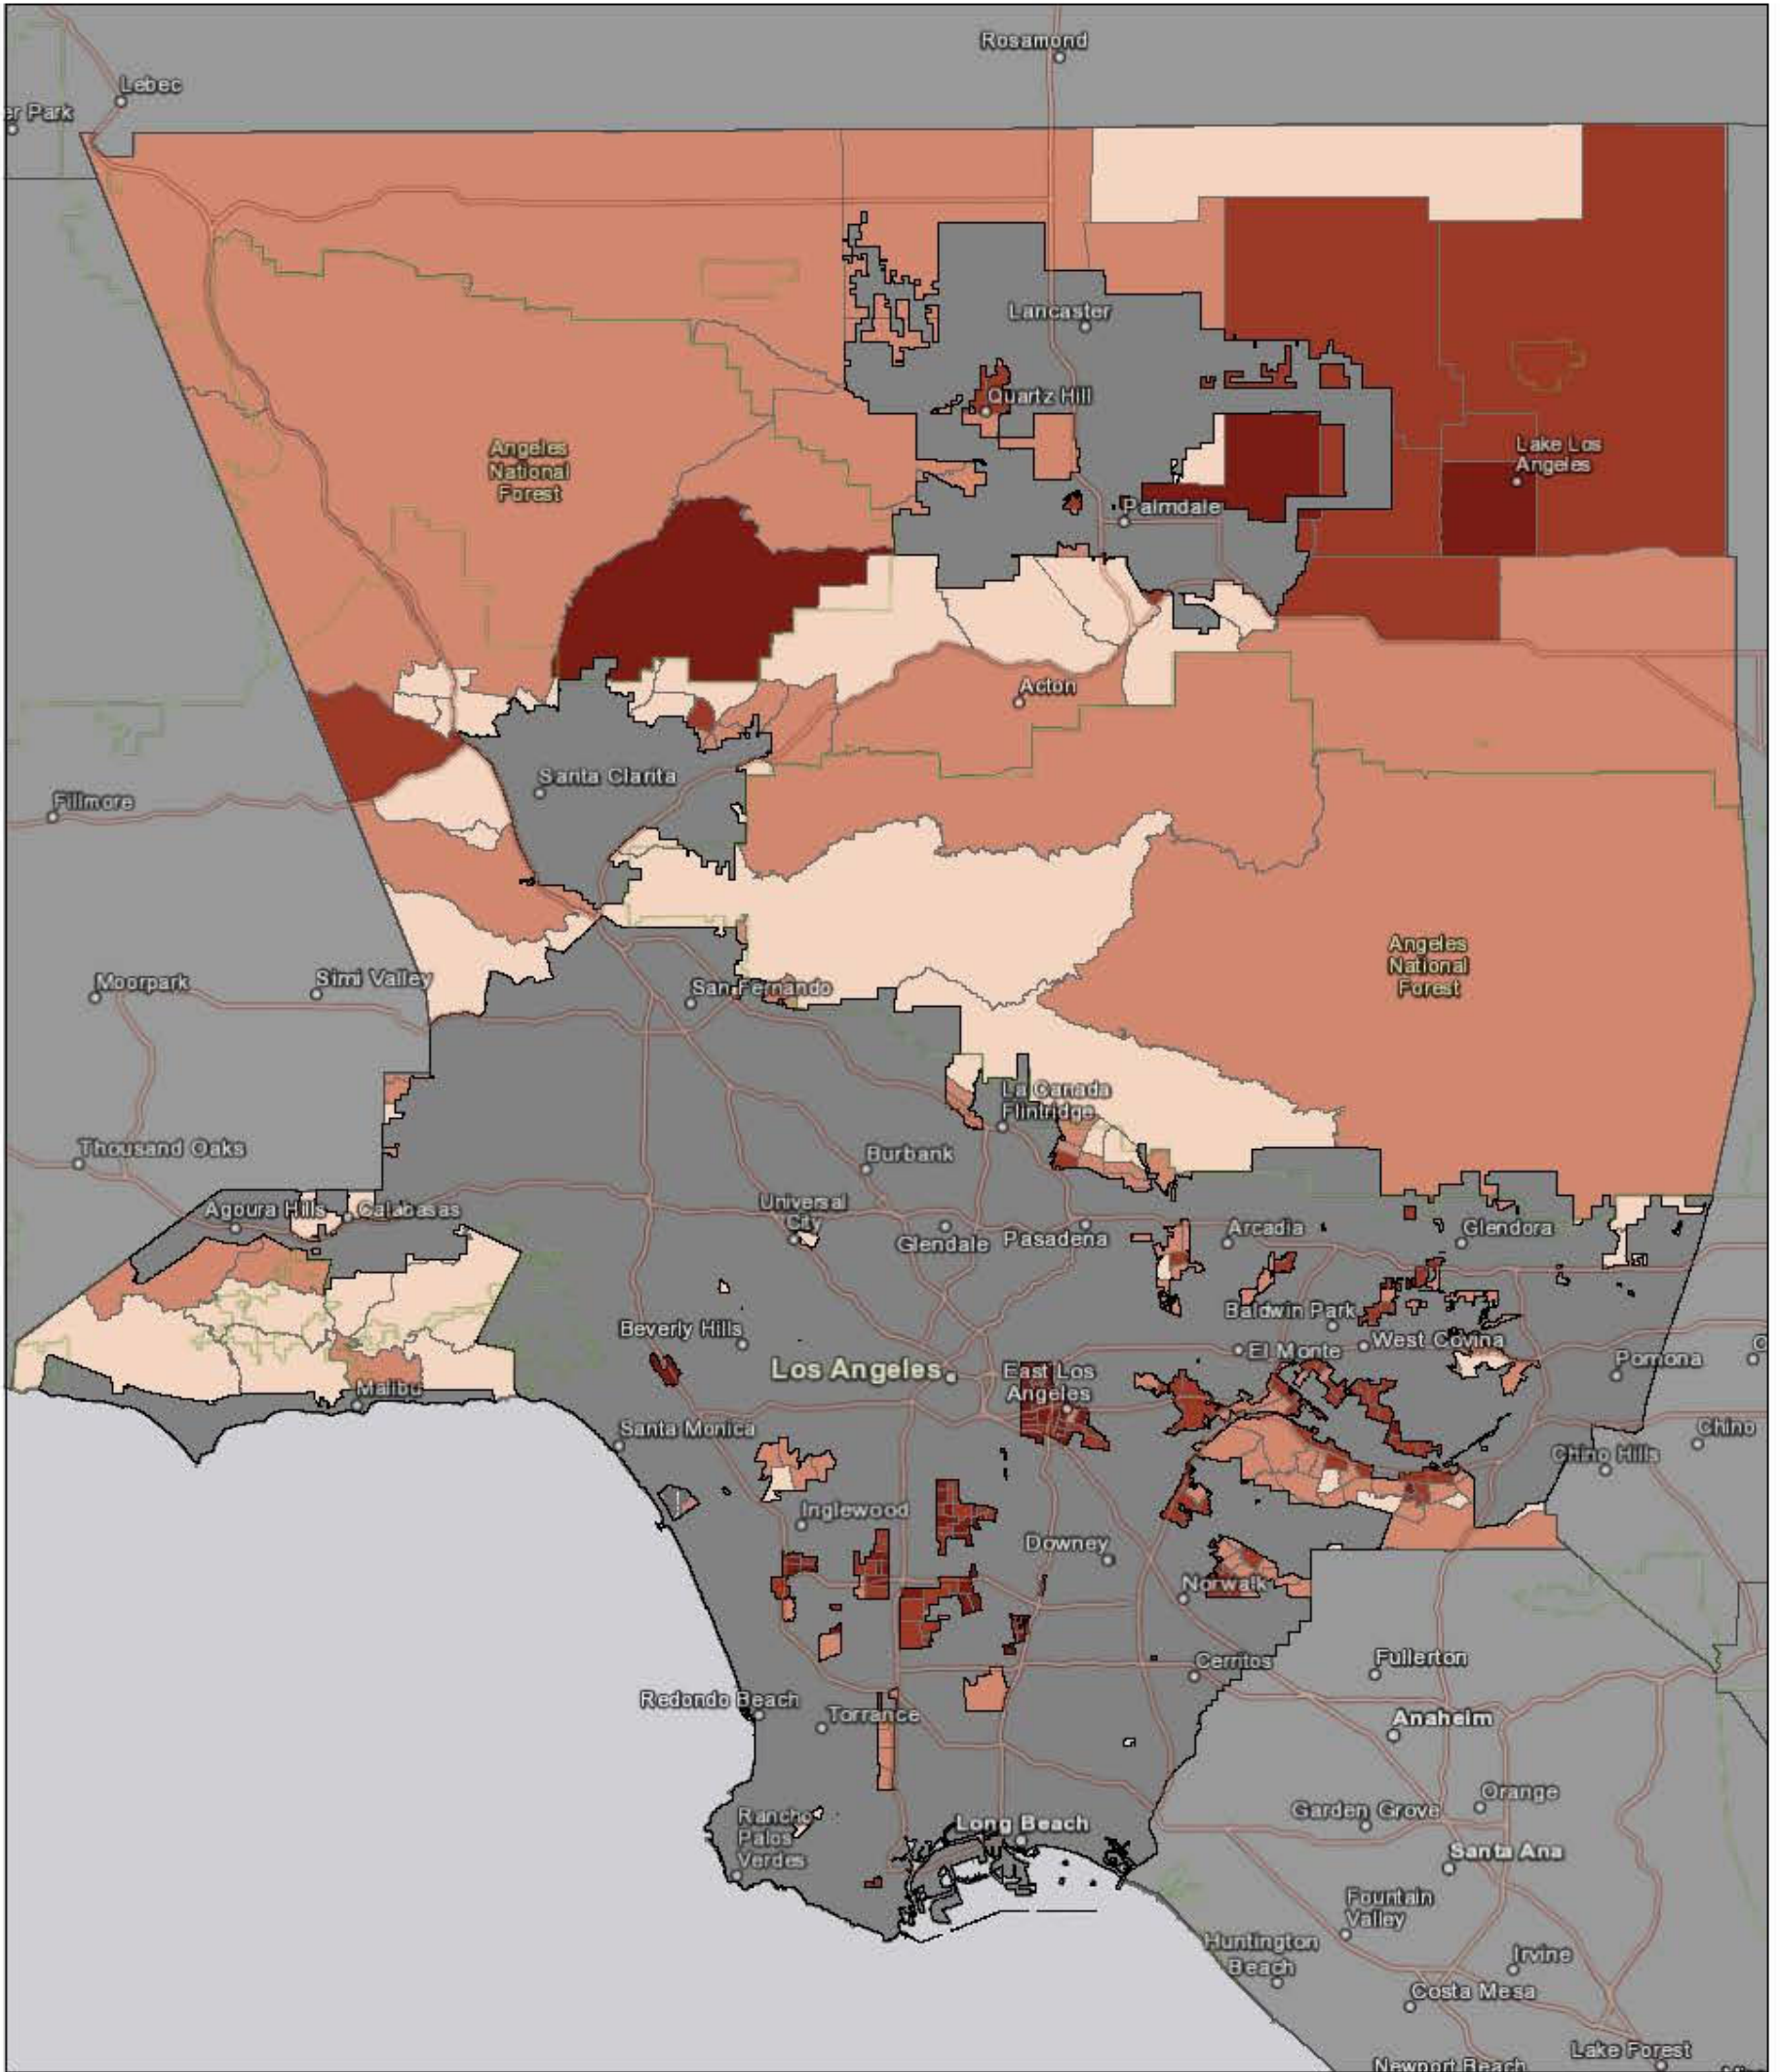 Rosamond
Lebec
er Park
Lancaster
Quartz Hill
Angeles
National
Forest
Lake Los
Angeles
Palmdale
Acton
Santa Clarita
Fillmore
Angeles
National
Forest
Moorpark
Simi Valley
San Fernando
La Canada
Flintridge
Thousand Oaks
Burbank
Agoura Hills
Calabasas
Universal
City
Glendale
Pasadena
Arcadia
Glendora
Baldwin Park
Beverly Hills
El Monte
West Covina
Los Angeles
East Los
Angeles
Pomona
Malibu
Santa Monica
Chino
Chino Hills
Inglewood
Downey
Norwalk
Cerritos
Fullerton
Redondo Beach
Torrance
Anaheim
Orange
Garden Grove
Rancho
Palos
Verdes
Long Beach
Santa Ana
Fountain
Valley
Huntington
Beach
Irvine
Costa Mesa
Lake Forest
Newport Beach